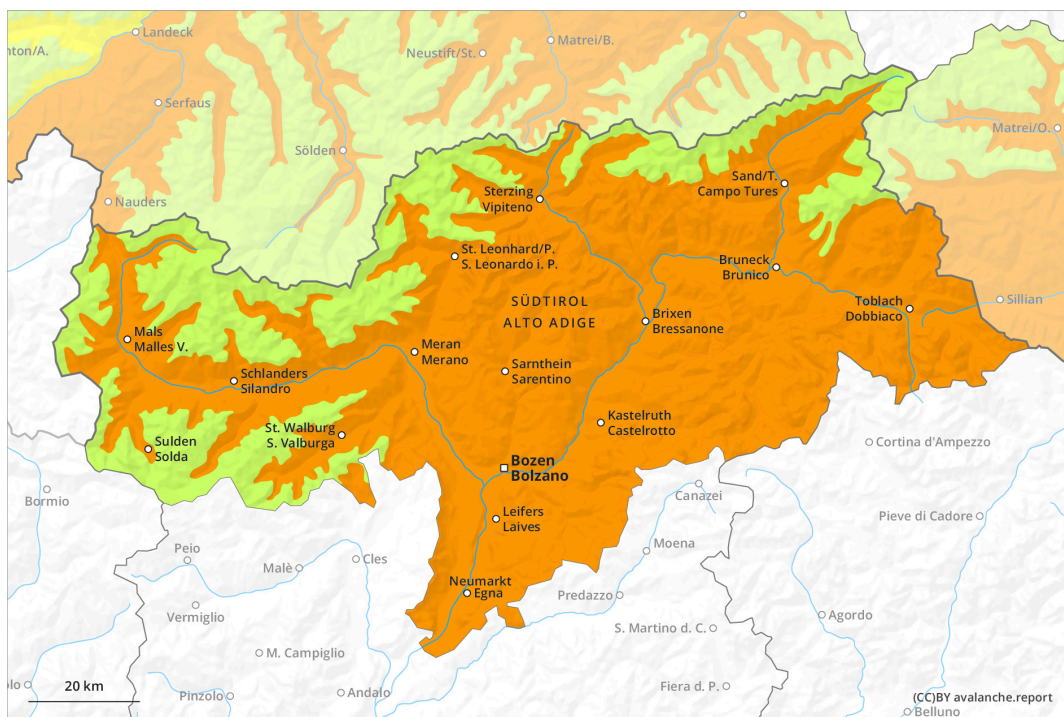 Landeck
nton/A.
Neustift/St.
Matrei/B.
Serfaus
Matrei/O.
Sölden
Sand/T.
Campo Tures
Nauders
Sterzing
Vipiteno
St. Leonhard/P.
S. Leonardo i. P.
Bruneck
Brunico
Toblach
Dobbiaco
Sillian
SÜDTIROL
ALTO ADIGE
Brixen
Bressanone
Mals
Malles V.
Meran
Merano
Sarnthein
Sarentino
Schlanders
Silandro
Kastelruth
Castelrotto
St. Walburg
S. Valburga
Sulden
Solda
Cortina d'Ampezzo
Bozen
Bolzano
Bormio
Canazei
Leifers
Laives
Pieve di Cadore
Peio
Moena
Cles
Malè
Neumarkt
Egna
Predazzo
Vermiglio
Agordo
S. Martino d. C.
M. Campiglio
20 km
olo
Pinzolo
Andalo
Fiera d. P.
(CC)BY avalanche.report
Belluno